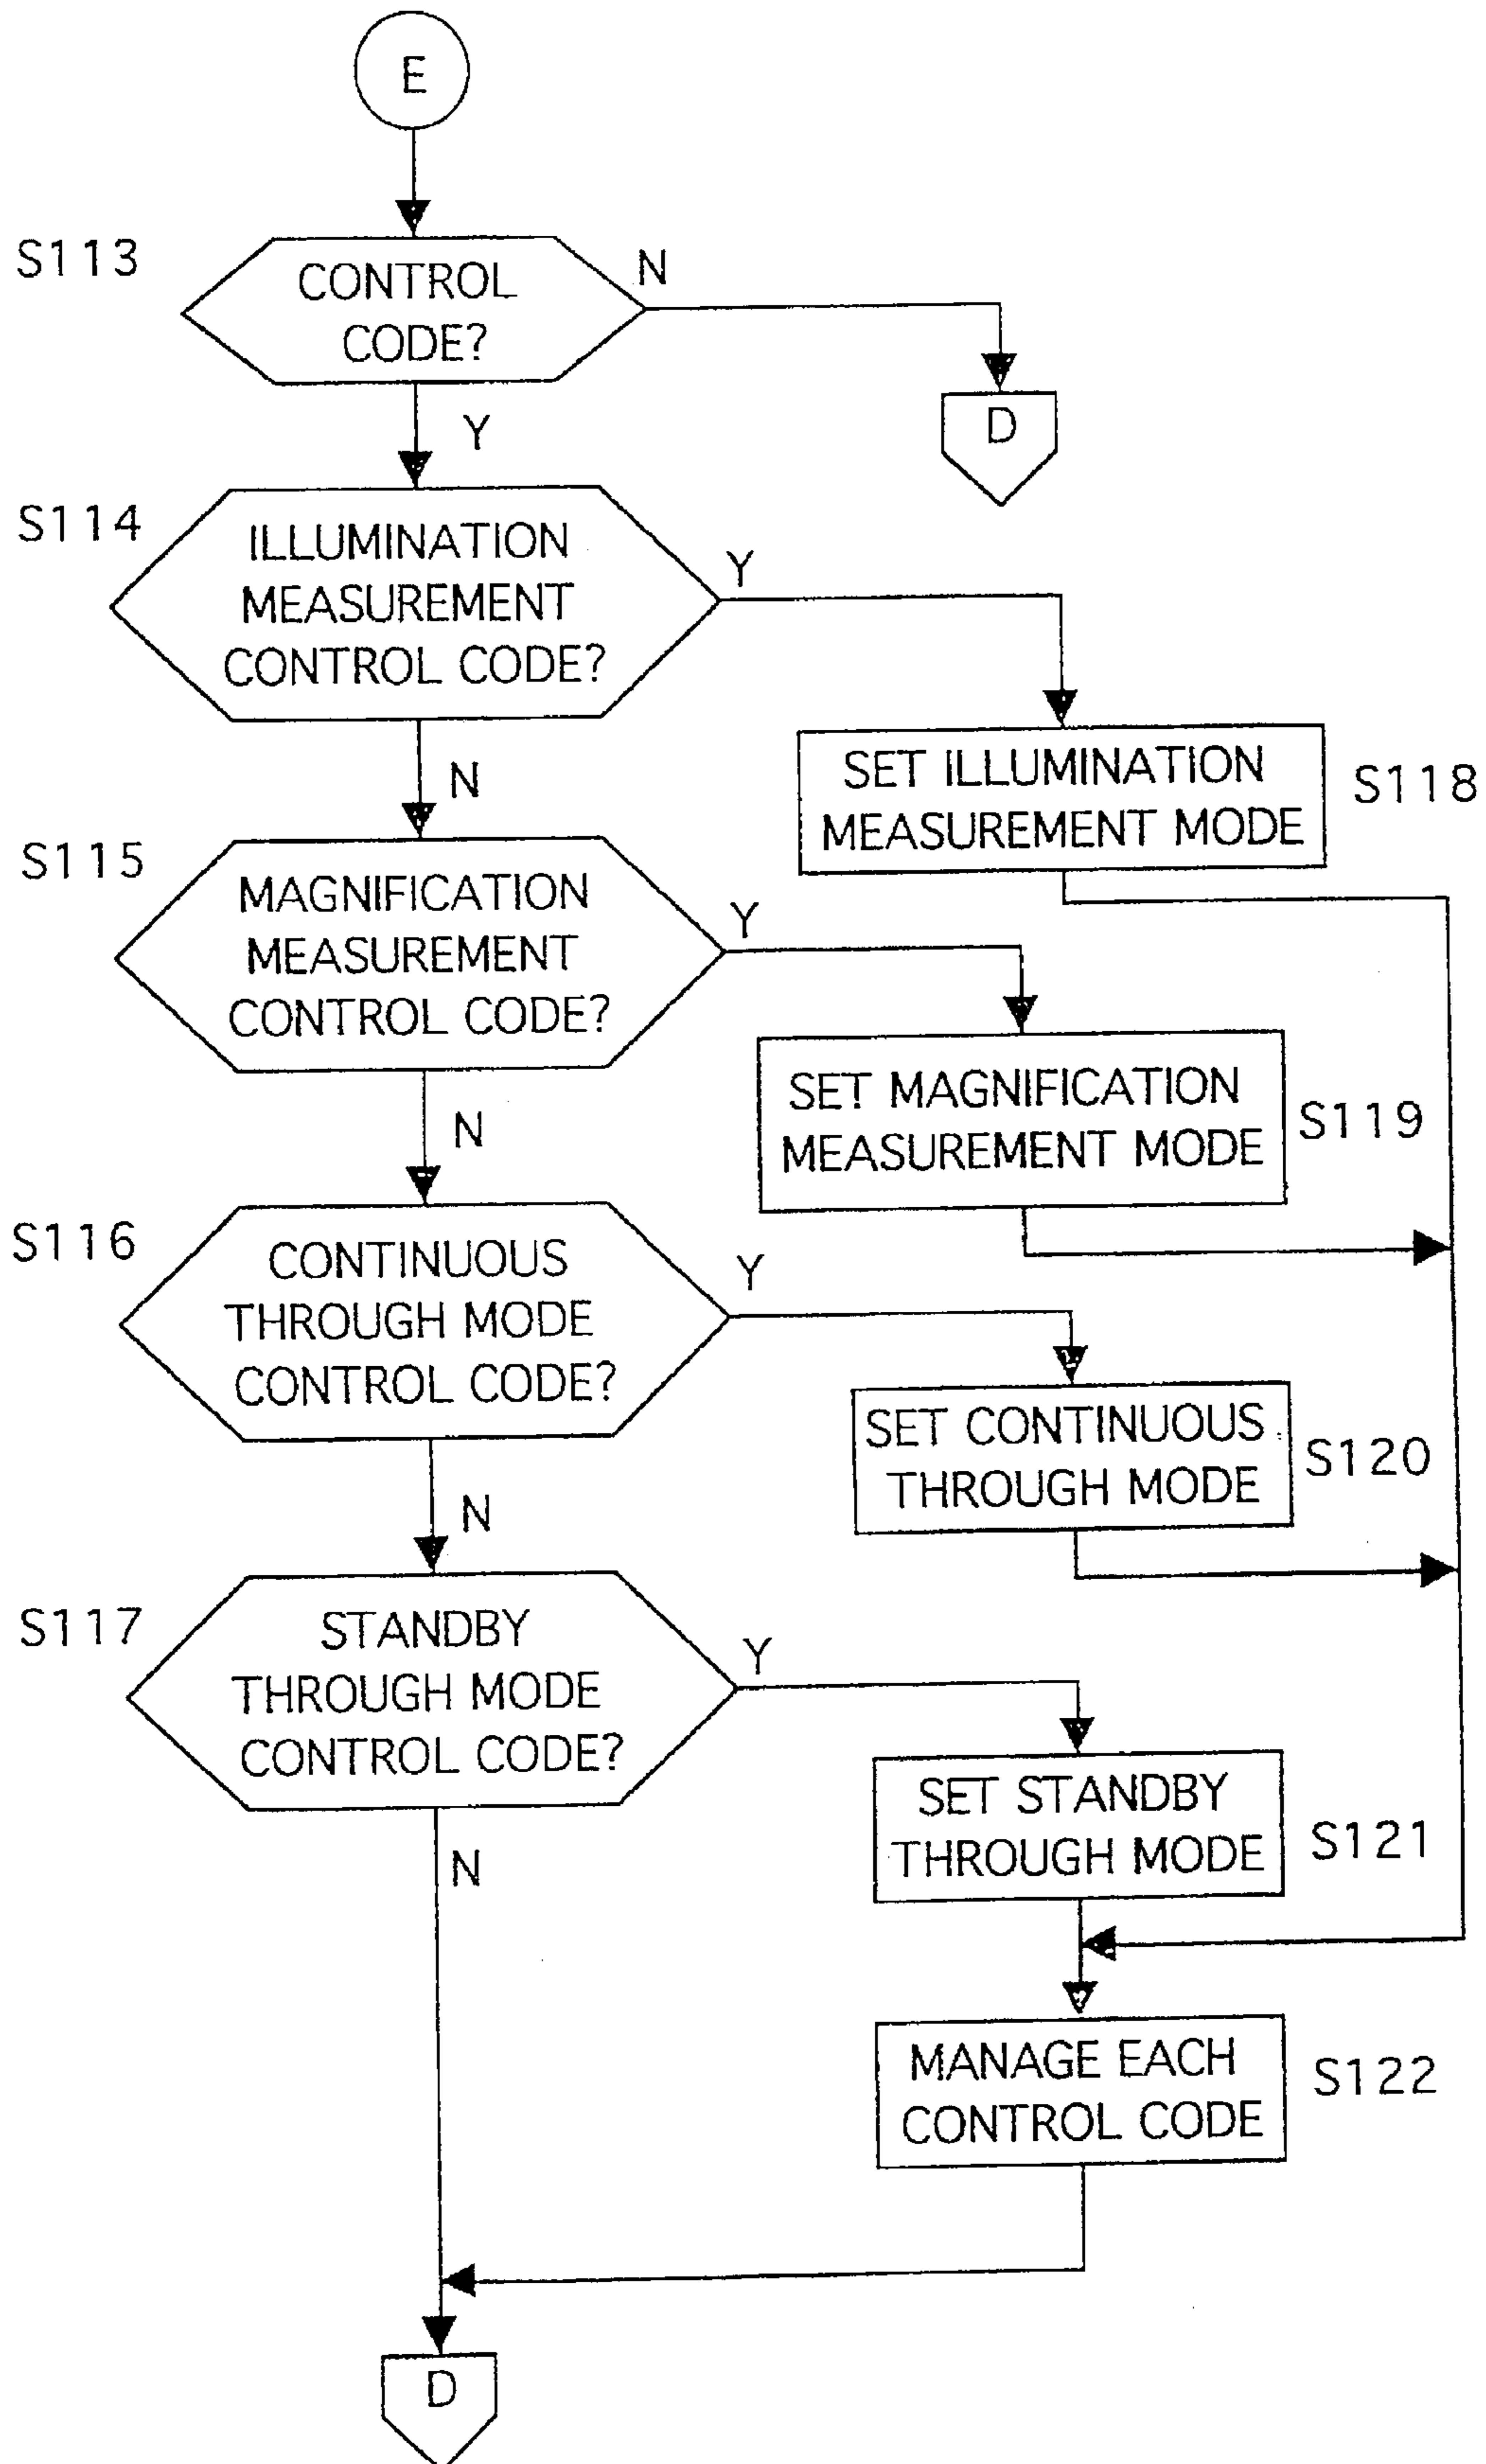 E
S113
CONTROL
CODE?
N
D
Y
S114
ILLUMINATION
MEASUREMENT
CONTROL CODE?
Y
SET ILLUMINATION
MEASUREMENT MODE
S118
N
S115
MAGNIFICATION
MEASUREMENT
CONTROL CODE?
Y
SET MAGNIFICATION
MEASUREMENT MODE
S119
N
S116
CONTINUOUS
THROUGH MODE
CONTROL CODE?
Y
SET CONTINUOUS
THROUGH MODE
S120
N
S117
STANDBY
THROUGH MODE
CONTROL CODE?
Y
SET STANDBY
THROUGH MODE
S121
N
MANAGE EACH
CONTROL CODE
S122
D